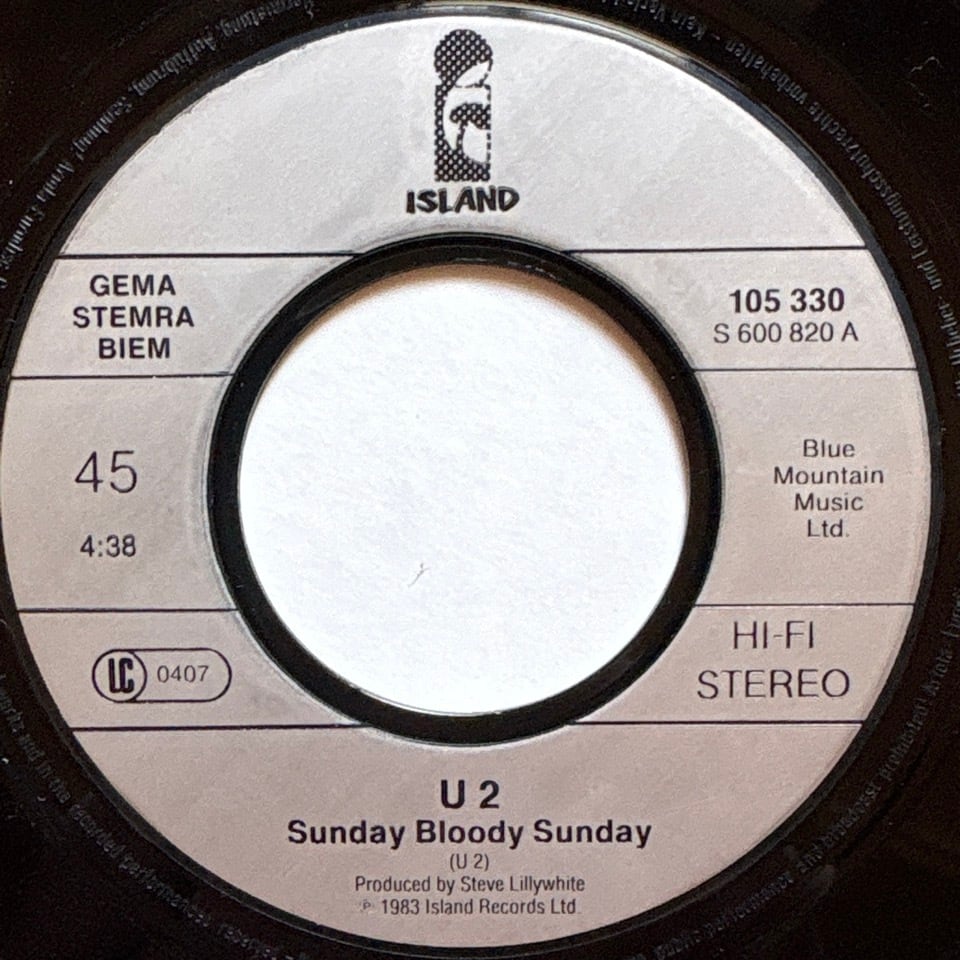 ISLAND
GEMA
STEMRA
BIEM
105 330
S 600 820 A
45
4:38
Blue
Mountain
Music
Ltd.
LC 0407
HI-FI
STEREO
U 2
Sunday Bloody Sunday
(U 2)
Produced by Steve Lillywhite
℗ 1983 Island Records Ltd.